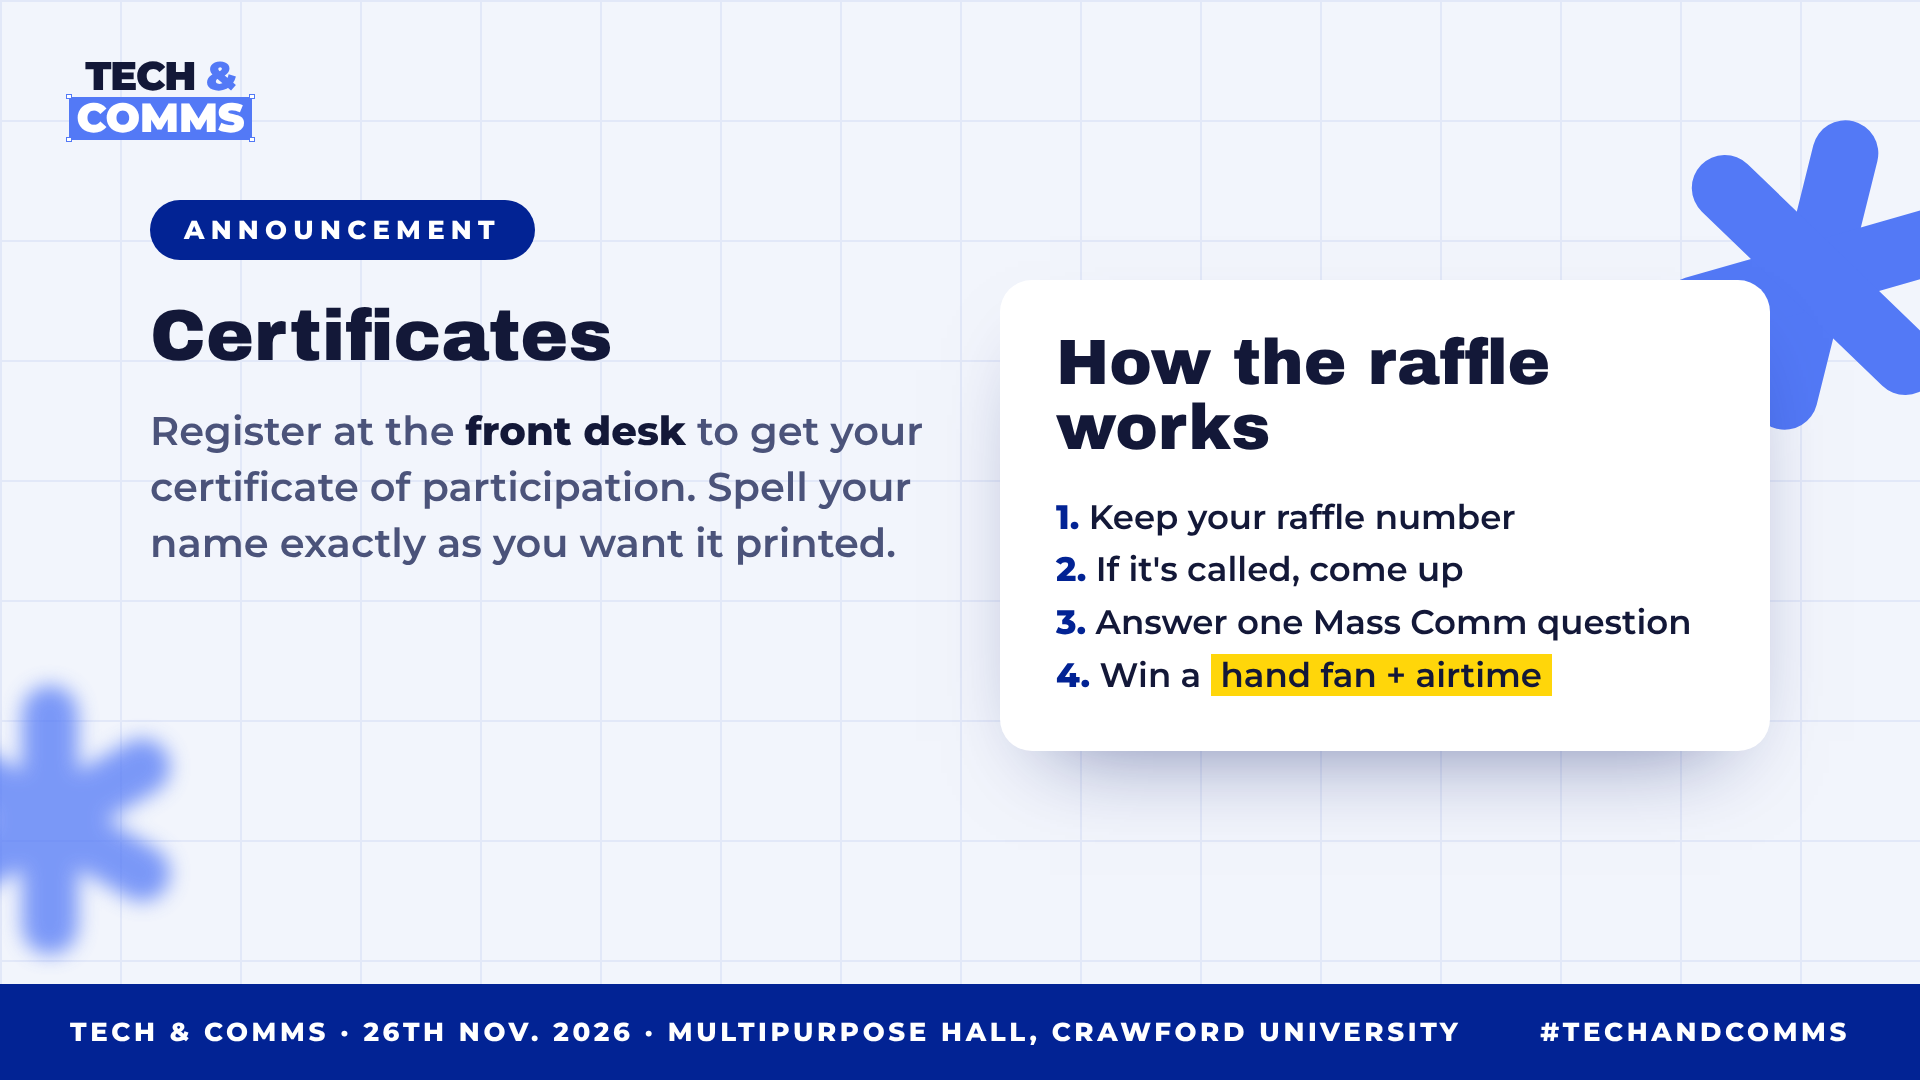 TECH &
COMMS
ANNOUNCEMENT
Certificates
Register at the front desk to get your
certificate of participation. Spell your
name exactly as you want it printed.
How the raffle
works
1. Keep your raffle number
2. If it's called, come up
3. Answer one Mass Comm question
4. Win a hand fan + airtime
TECH & COMMS · 26TH NOV. 2026 · MULTIPURPOSE HALL, CRAWFORD UNIVERSITY
#TECHANDCOMMS